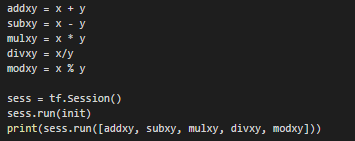 addxy = x + y
subxy = x - y
mulxy = x * y
divxy = x/y
modxy = x % y
sess = tf.Session()
sess.run(init)
print(sess.run([addxy, subxy, mulxy, divxy, modxy]))